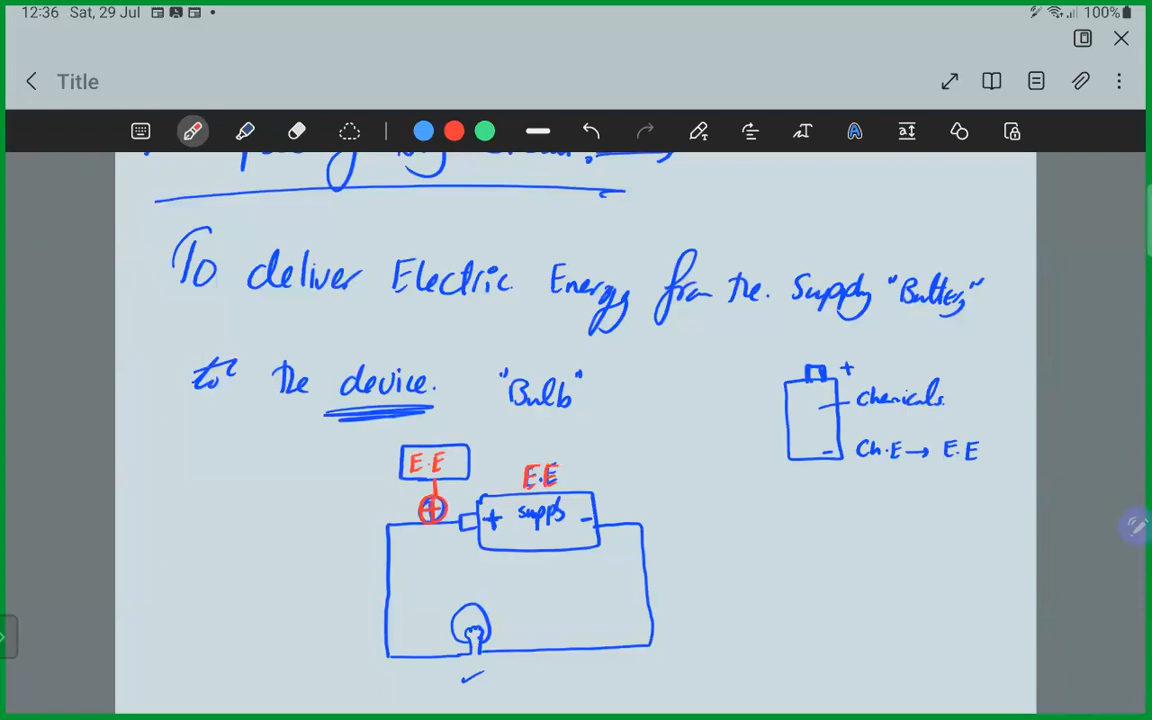 12:36 Sat, 29 Jul
100%
Title
To deliver Electric Energy from the Supply "Battery"
to the device. "Bulb"
+
chemicals.
- Ch.E → E.E
E.E
E.E
+
+ supply -